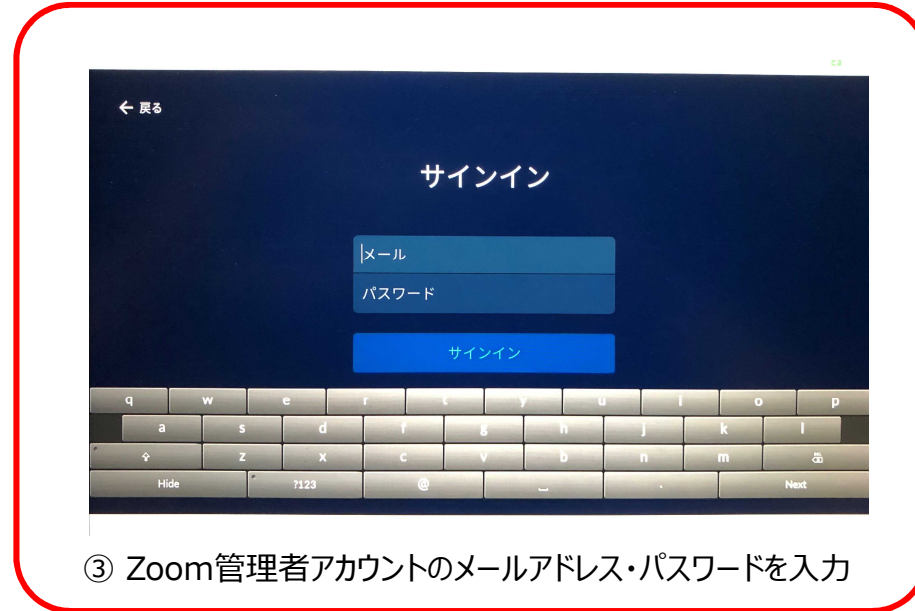 ← 戻る
サインイン
メール
パスワード
サインイン
q w e r t y u i o p
a s d f g h j k l
z x c v b n m
Hide ?123 @ . Next
③ Zoom管理者アカウントのメールアドレス・パスワードを入力